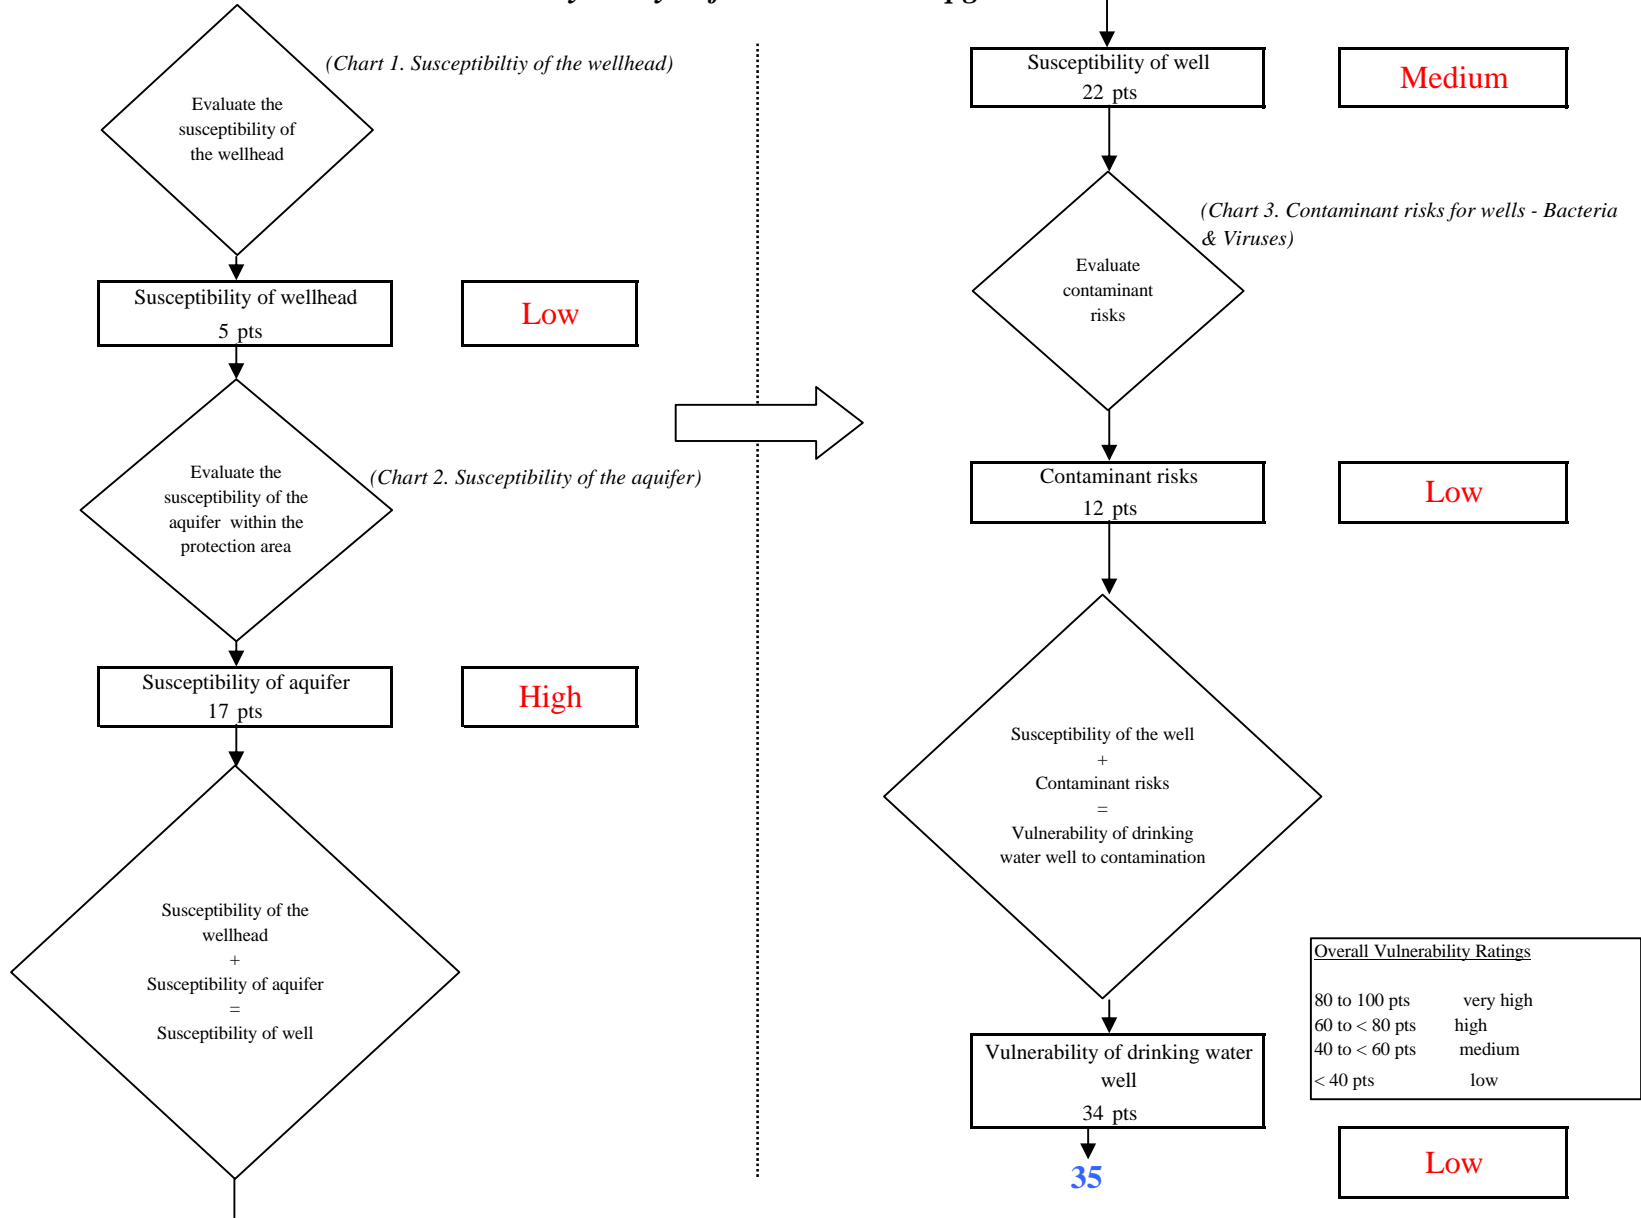 (Chart 1. Susceptibiltiy of the wellhead)
Evaluate the
susceptibility of
the wellhead
Susceptibility of wellhead
5 pts
Low
Evaluate the
susceptibility of the
aquifer within the
protection area
(Chart 2. Susceptibility of the aquifer)
Susceptibility of aquifer
17 pts
High
Susceptibility of the
wellhead
+
Susceptibility of aquifer
=
Susceptibility of well
Susceptibility of well
22 pts
Medium
(Chart 3. Contaminant risks for wells - Bacteria
& Viruses)
Evaluate
contaminant
risks
Contaminant risks
12 pts
Low
Susceptibility of the well
+
Contaminant risks
=
Vulnerability of drinking
water well to contamination
Overall Vulnerability Ratings
80 to 100 pts very high
60 to < 80 pts high
40 to < 60 pts medium
< 40 pts low
Vulnerability of drinking water
well
34 pts
35
Low